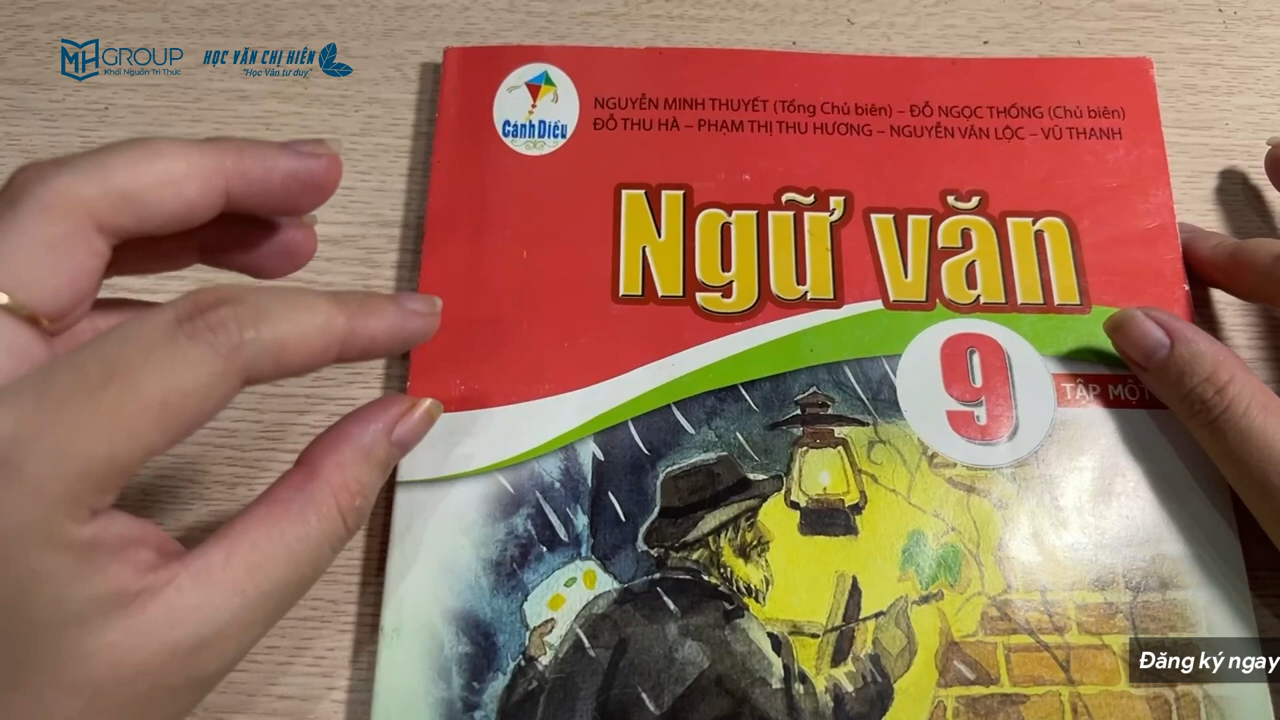 MH GROUP
Khơi Nguồn Tri Thức
HỌC VĂN CHỊ HIÊN
"Học Văn tư duy"
Cánh Diều
NGUYỄN MINH THUYẾT (Tổng Chủ biên) – ĐỖ NGỌC THỐNG (Chủ biên)
ĐỖ THU HÀ – PHẠM THỊ THU HƯƠNG – NGUYỄN VĂN LỘC – VŨ THANH
Ngữ văn
9
TẬP MỘT
Đăng ký ngay